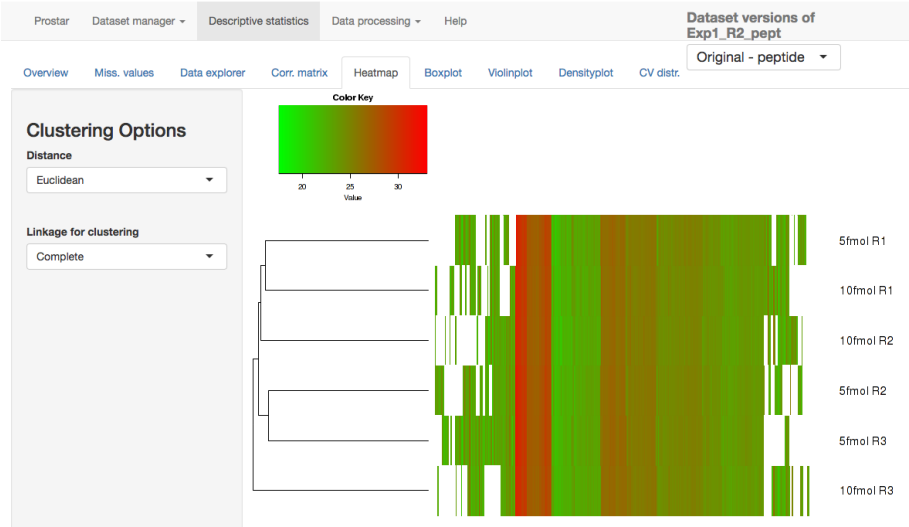 Prostar Dataset manager Descriptive statistics Data processing Help
Dataset versions of
Exp1_R2_pept
Original - peptide
Overview Miss. values Data explorer Corr. matrix Heatmap Boxplot Violinplot Densityplot CV distr.
Clustering Options
Distance
Euclidean
Linkage for clustering
Complete
Color Key
20 25 30
Value
5fmol R1
10fmol R1
10fmol R2
5fmol R2
5fmol R3
10fmol R3